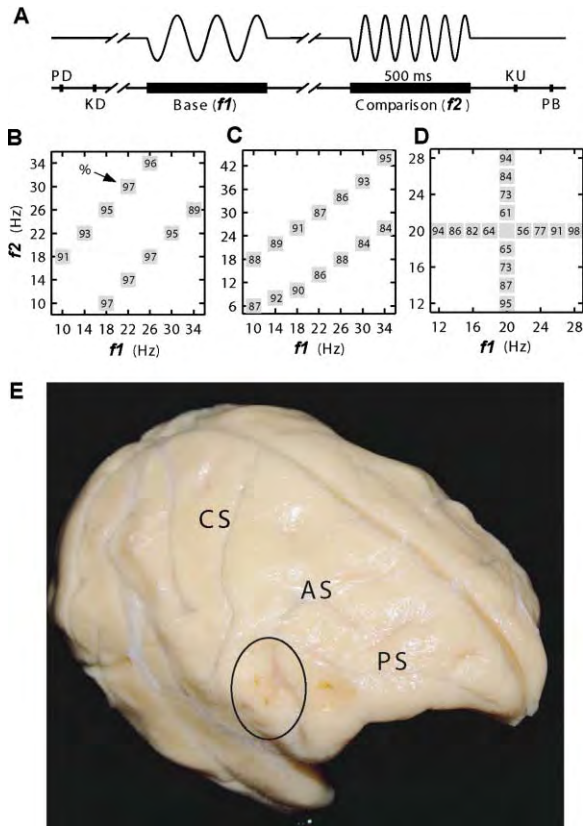 A
PD
KD
Base (f1)
500 ms
Comparison (f2)
KU
PB
B
f2 (Hz)
34
30
26
22
18
14
10
%
96
97
95 89
93 95
91 97
97
97
10 14 18 22 26 30 34
f1 (Hz)
C
42
36
30
24
18
12
6
95
93
86
87
91
89 84
88 84
88
86
90
92
87
10 14 18 22 26 30 34
f1 (Hz)
D
28
24
20
16
12
94
84
73
61
94 86 82 64 56 77 91 98
65
73
87
95
12 16 20 24 28
f1 (Hz)
E
CS
AS
PS